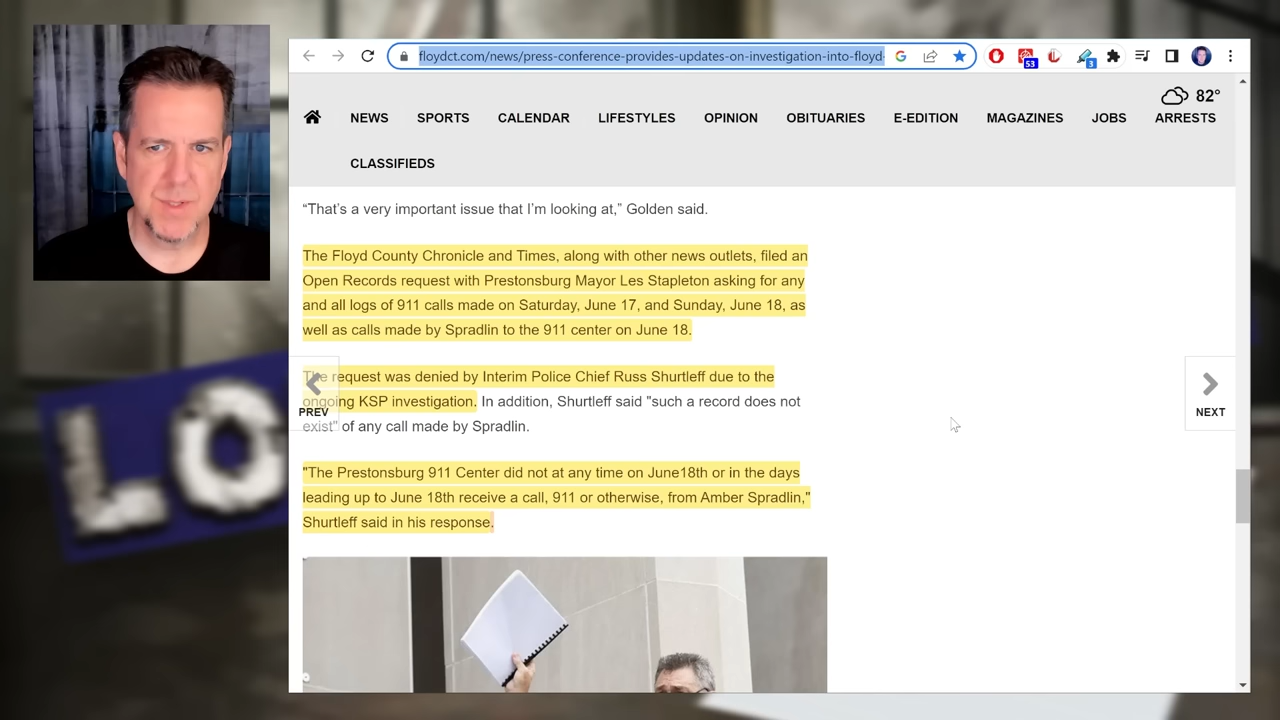 floydct.com/news/press-conference-provides-updates-on-investigation-into-floyd-
53
3
82°
NEWS SPORTS CALENDAR LIFESTYLES OPINION OBITUARIES E-EDITION MAGAZINES JOBS ARRESTS
CLASSIFIEDS
“That’s a very important issue that I’m looking at,” Golden said.
The Floyd County Chronicle and Times, along with other news outlets, filed an
Open Records request with Prestonsburg Mayor Les Stapleton asking for any
and all logs of 911 calls made on Saturday, June 17, and Sunday, June 18, as
well as calls made by Spradlin to the 911 center on June 18.
The request was denied by Interim Police Chief Russ Shurtleff due to the
ongoing KSP investigation. In addition, Shurtleff said "such a record does not
exist" of any call made by Spradlin.
PREV
NEXT
"The Prestonsburg 911 Center did not at any time on June18th or in the days
leading up to June 18th receive a call, 911 or otherwise, from Amber Spradlin,"
Shurtleff said in his response.
LO